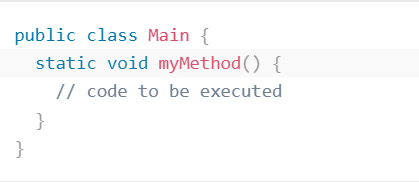 public class Main {
  static void myMethod() {
    // code to be executed
  }
}